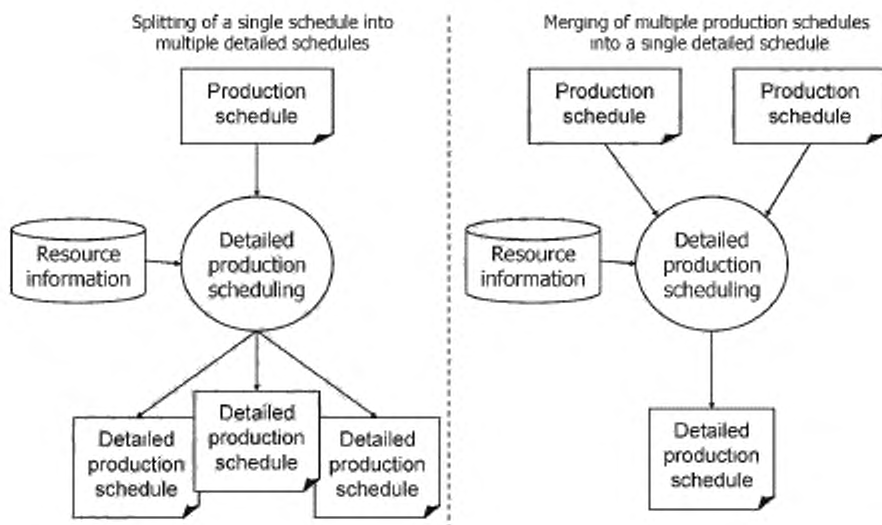 Splitting of a single schedule into
multiple detailed schedules
Production
schedule
Resource
information
Detailed
production
scheduling
Detailed
production
schedule
Detailed
production
schedule
Detailed
production
schedule
Merging of multiple production schedules
into a single detailed schedule
Production
schedule
Production
schedule
Resource
information
Detailed
production
scheduling
Detailed
production
schedule